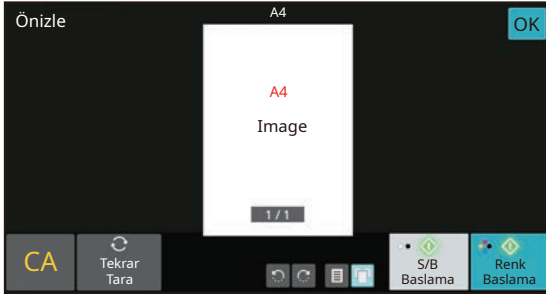 Önizle
A4
OK
A4
Image
1 / 1
CA
Tekrar
Tara
S/B
Baslama
Renk
Baslama